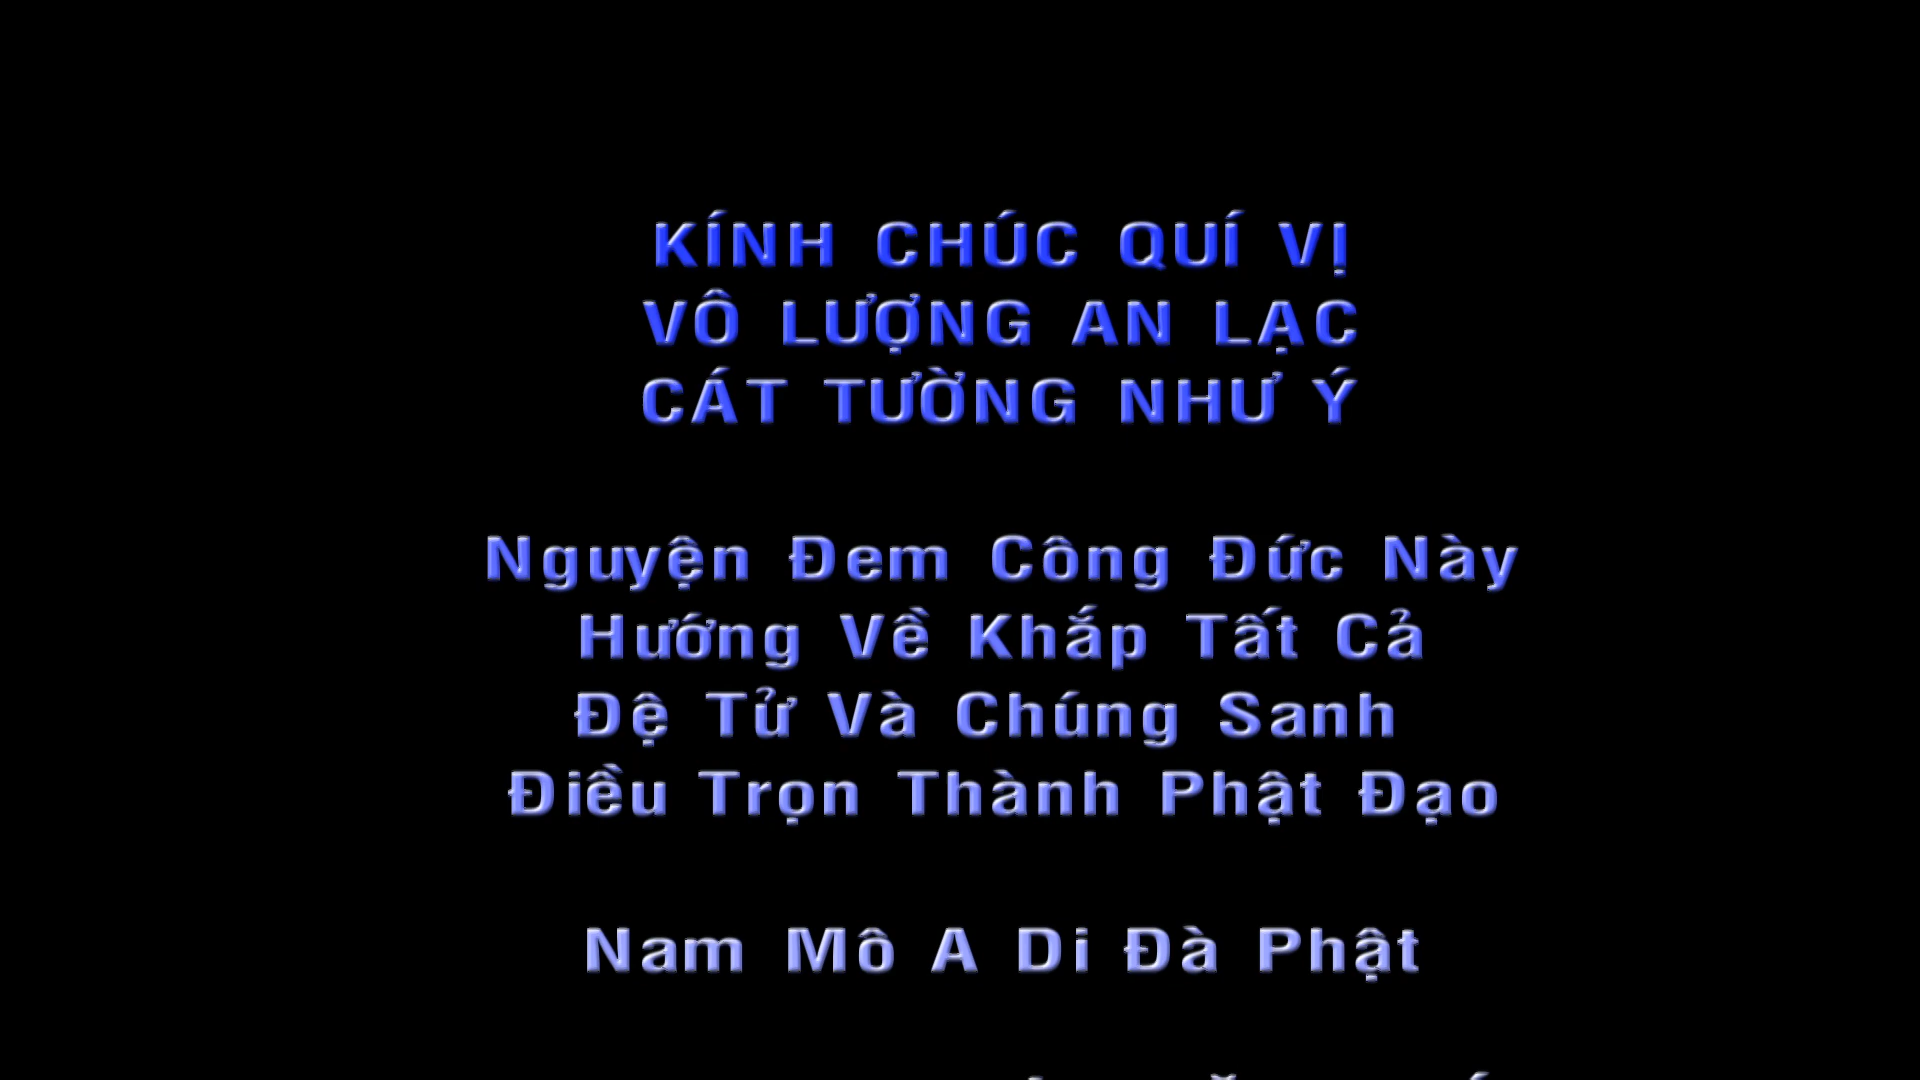 KÍNH CHÚC QUÍ VỊ
VÔ LƯỢNG AN LẠC
CÁT TƯỜNG NHƯ Ý
Nguyện Đem Công Đức Này
Hướng Về Khắp Tất Cả
Đệ Tử Và Chúng Sanh
Điều Trọn Thành Phật Đạo
Nam Mô A Di Đà Phật